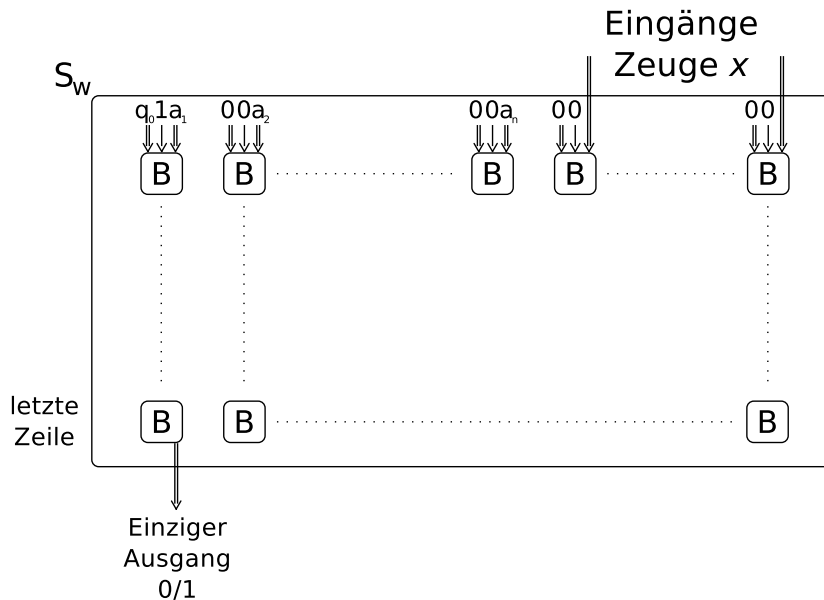 Eingänge
Zeuge x
S_w
q₀1a₁ 00a₂ 00aₙ 00 00
B B B B B
letzte
Zeile
B B B
Einziger
Ausgang
0/1